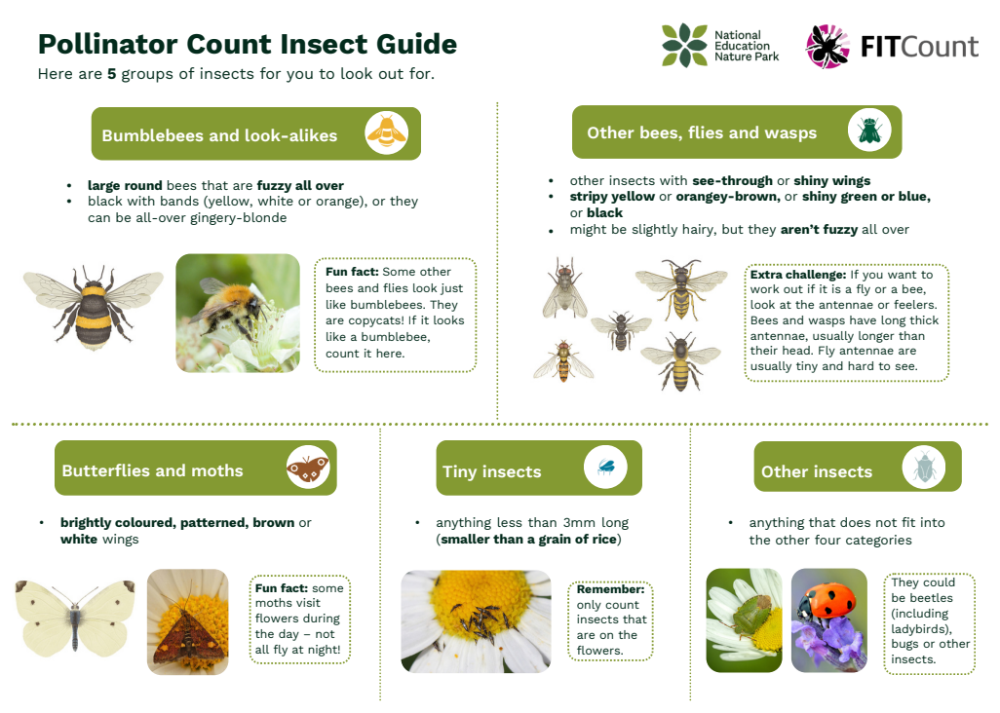 Pollinator Count Insect Guide
Here are 5 groups of insects for you to look out for.
National
Education
Nature Park
FITCount
Bumblebees and look-alikes
• large round bees that are fuzzy all over
• black with bands (yellow, white or orange), or they
can be all-over gingery-blonde
Fun fact: Some other
bees and flies look just
like bumblebees. They
are copycats! If it looks
like a bumblebee,
count it here.
Other bees, flies and wasps
• other insects with see-through or shiny wings
• stripy yellow or orangey-brown, or shiny green or blue,
or black
• might be slightly hairy, but they aren't fuzzy all over
Extra challenge: If you want to
work out if it is a fly or a bee,
look at the antennae or feelers.
Bees and wasps have long thick
antennae, usually longer than
their head. Fly antennae are
usually tiny and hard to see.
Butterflies and moths
• brightly coloured, patterned, brown or
white wings
Fun fact: some
moths visit
flowers during
the day – not
all fly at night!
Tiny insects
• anything less than 3mm long
(smaller than a grain of rice)
Remember:
only count
insects that
are on the
flowers.
Other insects
• anything that does not fit into
the other four categories
They could
be beetles
(including
ladybirds),
bugs or other
insects.